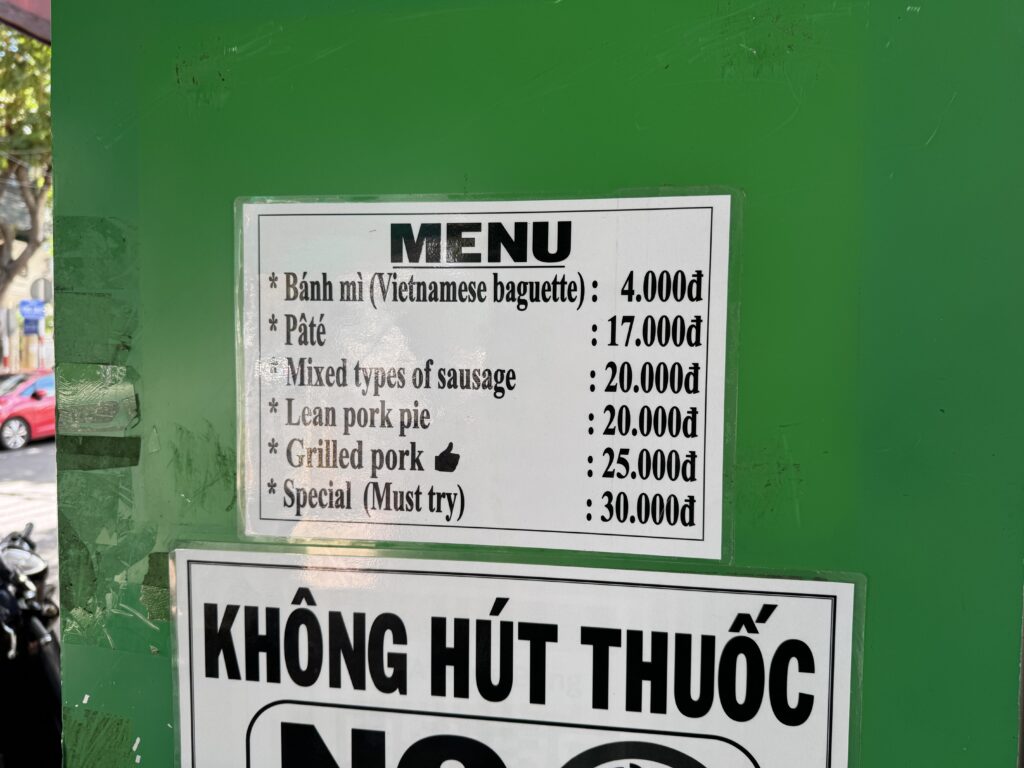 MENU
* Bánh mì (Vietnamese baguette) : 4.000đ
* Pâté : 17.000đ
* Mixed types of sausage : 20.000đ
* Lean pork pie : 20.000đ
* Grilled pork 👍 : 25.000đ
* Special (Must try) : 30.000đ
KHÔNG HÚT THUỐC
NO